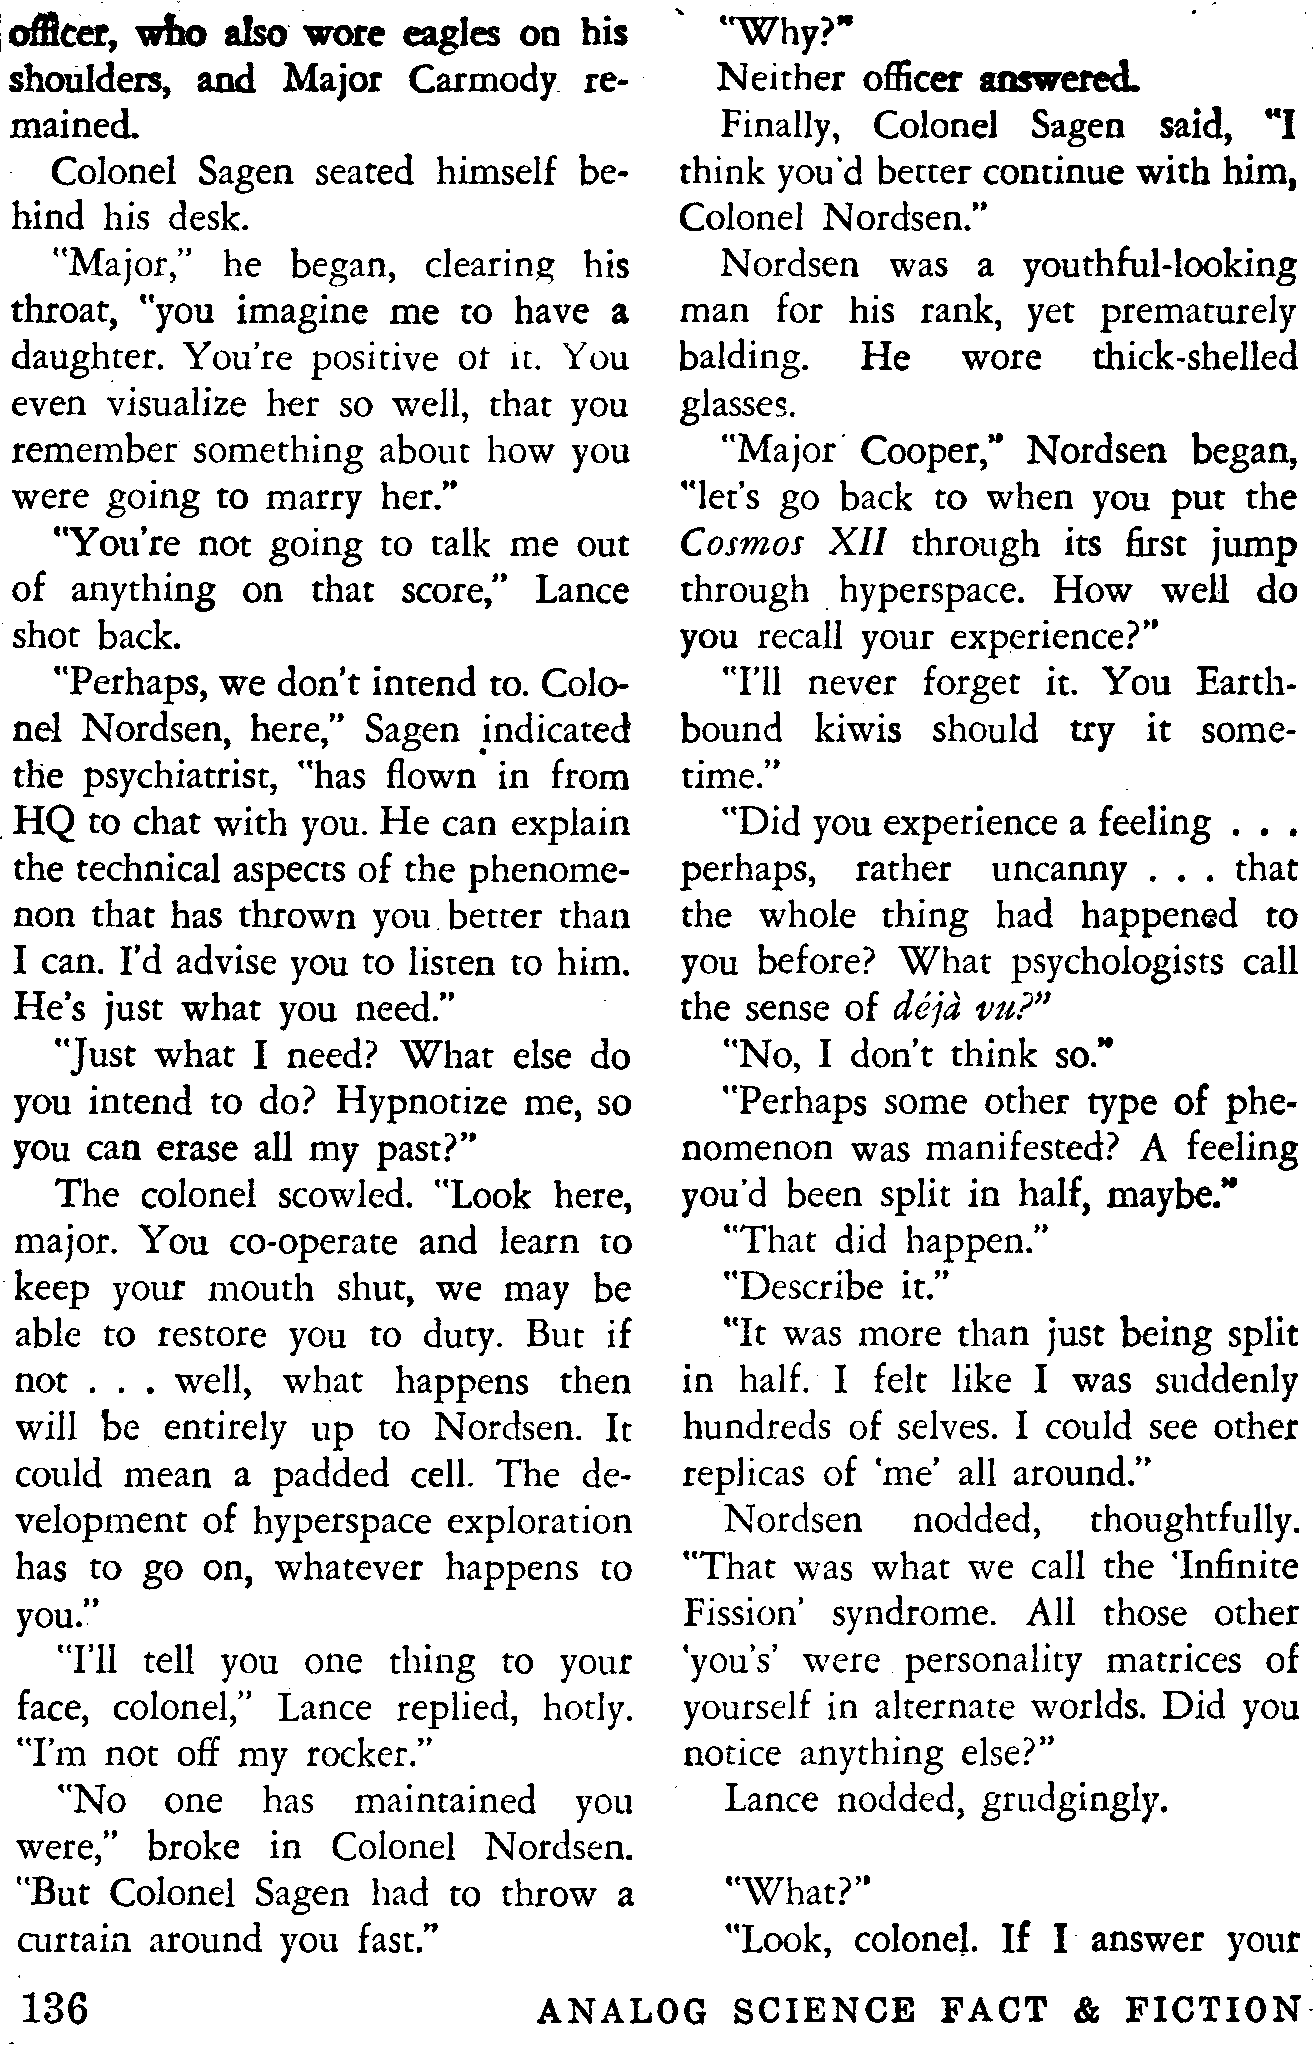 officer, who also wore eagles on his
shoulders, and Major Carmody re-
mained.
Colonel Sagen seated himself be-
hind his desk.
"Major," he began, clearing his
throat, "you imagine me to have a
daughter. You're positive of it. You
even visualize her so well, that you
remember something about how you
were going to marry her."
"You're not going to talk me out
of anything on that score," Lance
shot back.
"Perhaps, we don't intend to. Colo-
nel Nordsen, here," Sagen indicated
the psychiatrist, "has flown in from
HQ to chat with you. He can explain
the technical aspects of the phenome-
non that has thrown you better than
I can. I'd advise you to listen to him.
He's just what you need."
"Just what I need? What else do
you intend to do? Hypnotize me, so
you can erase all my past?"
The colonel scowled. "Look here,
major. You co-operate and learn to
keep your mouth shut, we may be
able to restore you to duty. But if
not . . . well, what happens then
will be entirely up to Nordsen. It
could mean a padded cell. The de-
velopment of hyperspace exploration
has to go on, whatever happens to
you."
"I'll tell you one thing to your
face, colonel," Lance replied, hotly.
"I'm not off my rocker."
"No one has maintained you
were," broke in Colonel Nordsen.
"But Colonel Sagen had to throw a
curtain around you fast."
"Why?"
Neither officer answered.
Finally, Colonel Sagen said, "I
think you'd better continue with him,
Colonel Nordsen."
Nordsen was a youthful-looking
man for his rank, yet prematurely
balding. He wore thick-shelled
glasses.
"Major Cooper," Nordsen began,
"let's go back to when you put the
Cosmos XII through its first jump
through hyperspace. How well do
you recall your experience?"
"I'll never forget it. You Earth-
bound kiwis should try it some-
time."
"Did you experience a feeling . . .
perhaps, rather uncanny . . . that
the whole thing had happened to
you before? What psychologists call
the sense of déjà vu?"
"No, I don't think so."
"Perhaps some other type of phe-
nomenon was manifested? A feeling
you'd been split in half, maybe."
"That did happen."
"Describe it."
"It was more than just being split
in half. I felt like I was suddenly
hundreds of selves. I could see other
replicas of 'me' all around."
Nordsen nodded, thoughtfully.
"That was what we call the 'Infinite
Fission' syndrome. All those other
'you's' were personality matrices of
yourself in alternate worlds. Did you
notice anything else?"
Lance nodded, grudgingly.
"What?"
"Look, colonel. If I answer your
136
ANALOG SCIENCE FACT & FICTION